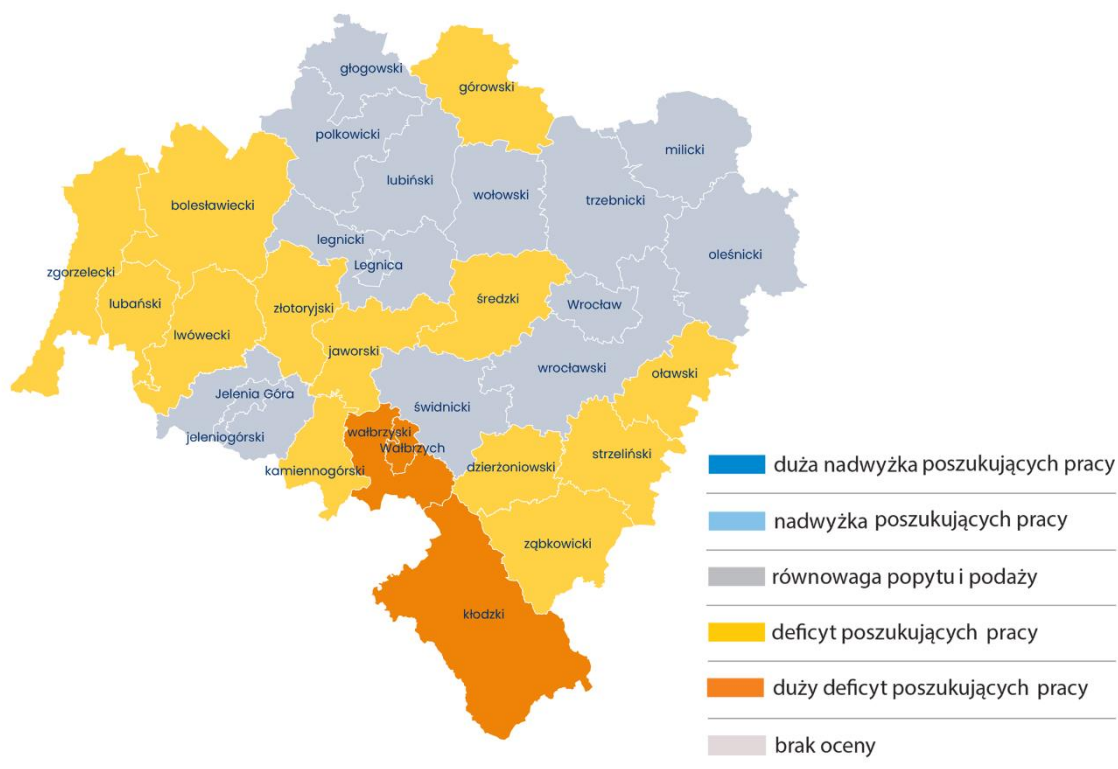 głogowski
górowski
polkowicki
milicki
lubiński
wołowski
trzebnicki
bolesławiecki
legnicki
oleśnicki
Legnica
zgorzelecki
lubański
złotoryjski
średzki
Wrocław
lwówecki
jaworski
wrocławski
oławski
Jelenia Góra
świdnicki
jeleniogórski
wałbrzyski
Wałbrzych
kamiennogórski
dzierżoniowski
strzeliński
ząbkowicki
kłodzki
duża nadwyżka poszukujących pracy
nadwyżka poszukujących pracy
równowaga popytu i podaży
deficyt poszukujących pracy
duży deficyt poszukujących pracy
brak oceny